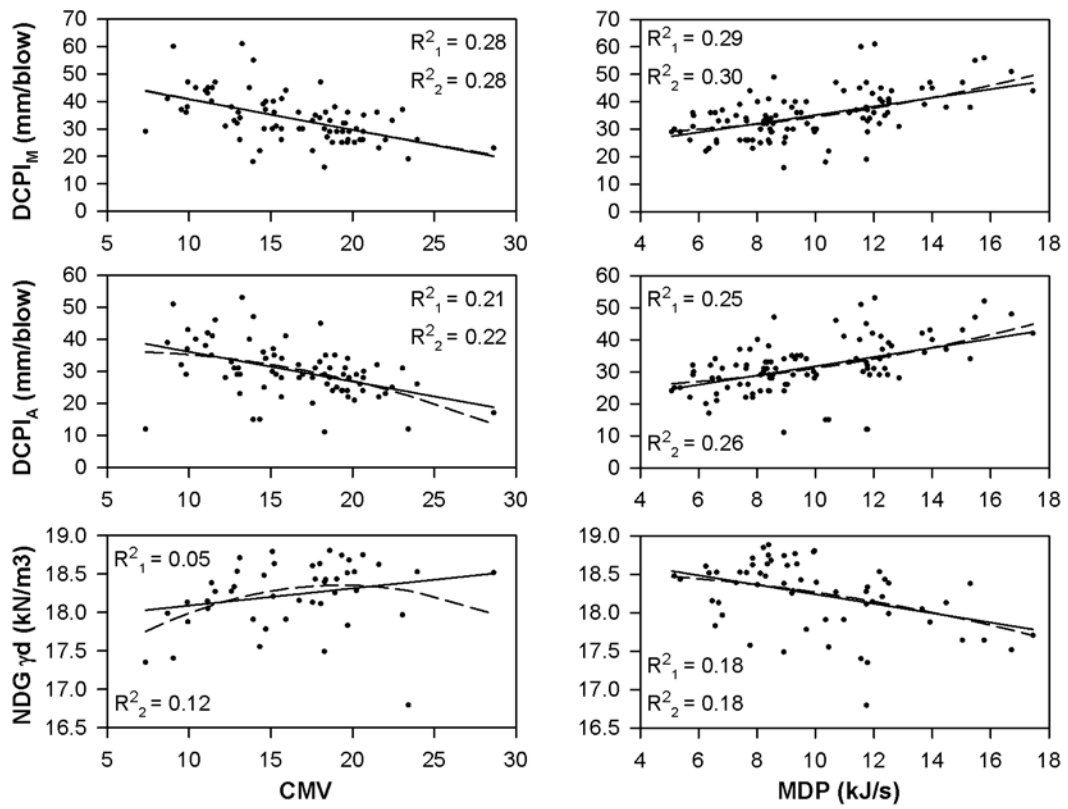 DCPI_M (mm/blow)
70
60
50
40
30
20
10
0
R²₁ = 0.28
R²₂ = 0.28
5 10 15 20 25 30
70
60
50
40
30
20
10
0
R²₁ = 0.29
R²₂ = 0.30
4 6 8 10 12 14 16 18
DCPI_A (mm/blow)
60
50
40
30
20
10
0
R²₁ = 0.21
R²₂ = 0.22
5 10 15 20 25 30
60
50
40
30
20
10
0
R²₁ = 0.25
R²₂ = 0.26
4 6 8 10 12 14 16 18
NDG γd (kN/m3)
19.0
18.5
18.0
17.5
17.0
16.5
R²₁ = 0.05
R²₂ = 0.12
5 10 15 20 25 30
CMV
19.0
18.5
18.0
17.5
17.0
16.5
R²₁ = 0.18
R²₂ = 0.18
4 6 8 10 12 14 16 18
MDP (kJ/s)